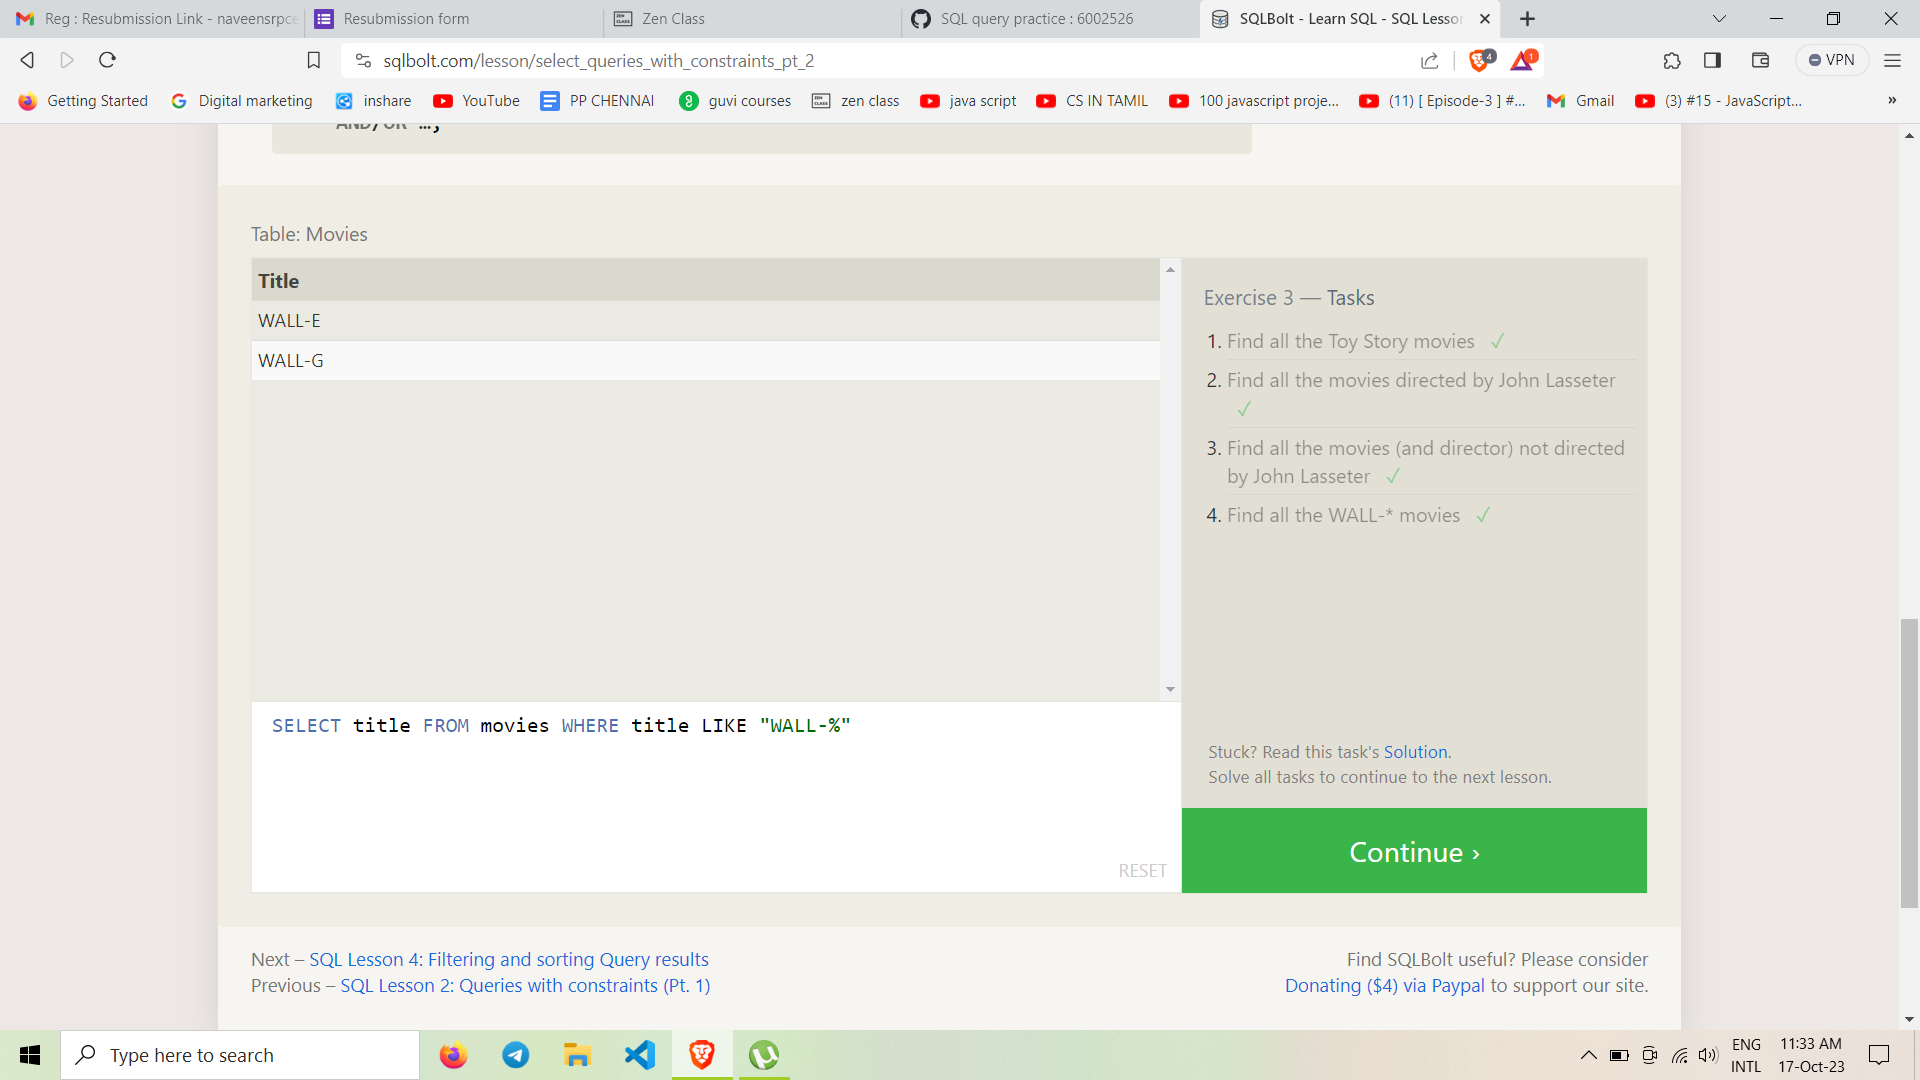 Reg : Resubmission Link - naveensrpce
Resubmission form
Zen Class
SQL query practice : 6002526
SQLBolt - Learn SQL - SQL Lesson
sqlbolt.com/lesson/select_queries_with_constraints_pt_2
4
1
VPN
Getting Started
Digital marketing
inshare
YouTube
PP CHENNAI
guvi courses
zen class
java script
CS IN TAMIL
100 javascript proje...
(11) [ Episode-3 ] #...
Gmail
(3) #15 - JavaScript...
»
AND/OR …;
Table: Movies
Title
WALL-E
WALL-G
SELECT title FROM movies WHERE title LIKE "WALL-%"
RESET
Exercise 3 — Tasks
1. Find all the Toy Story movies ✓
2. Find all the movies directed by John Lasseter
✓
3. Find all the movies (and director) not directed
by John Lasseter ✓
4. Find all the WALL-* movies ✓
Stuck? Read this task's Solution.
Solve all tasks to continue to the next lesson.
Continue ›
Next – SQL Lesson 4: Filtering and sorting Query results
Previous – SQL Lesson 2: Queries with constraints (Pt. 1)
Find SQLBolt useful? Please consider
Donating ($4) via Paypal to support our site.
Type here to search
ENG
INTL
11:33 AM
17-Oct-23